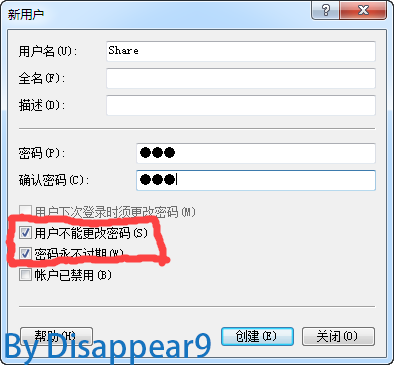 新用户
用户名(U): Share
全名(F):
描述(D):
密码(P): ●●●
确认密码(C): ●●●
用户下次登录时须更改密码(M)
用户不能更改密码(S)
密码永不过期(W)
帐户已禁用(B)
帮助(H) 创建(E) 关闭(O)
By Disappear9